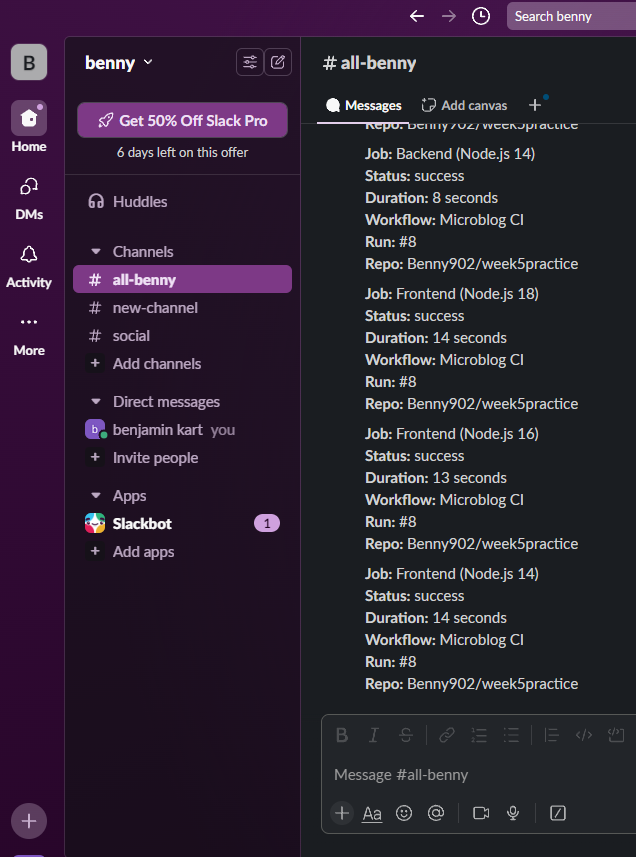 Search benny
B
Home
DMs
Activity
More
benny
Get 50% Off Slack Pro
6 days left on this offer
Huddles
Channels
# all-benny
# new-channel
# social
+ Add channels
Direct messages
b benjamin kart you
+ Invite people
Apps
Slackbot 1
+ Add apps
# all-benny
Messages Add canvas +
Repo: Benny902/week5practice
Job: Backend (Node.js 14)
Status: success
Duration: 8 seconds
Workflow: Microblog CI
Run: #8
Repo: Benny902/week5practice
Job: Frontend (Node.js 18)
Status: success
Duration: 14 seconds
Workflow: Microblog CI
Run: #8
Repo: Benny902/week5practice
Job: Frontend (Node.js 16)
Status: success
Duration: 13 seconds
Workflow: Microblog CI
Run: #8
Repo: Benny902/week5practice
Job: Frontend (Node.js 14)
Status: success
Duration: 14 seconds
Workflow: Microblog CI
Run: #8
Repo: Benny902/week5practice
B I S
Message #all-benny
+ Aa @